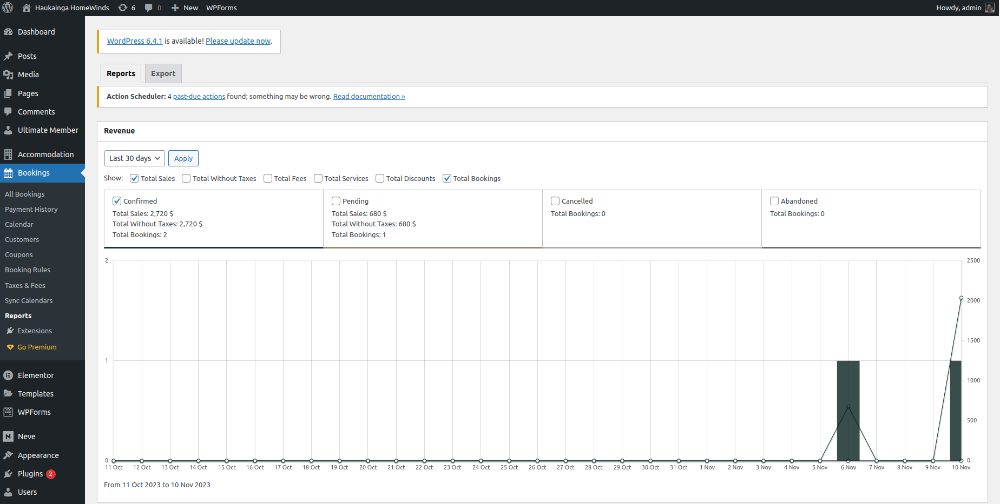 Haukainga HomeWinds 6 0 New WPForms Howdy, admin
Dashboard
Posts
Media
Pages
Comments
Ultimate Member
Accommodation
Bookings
All Bookings
Payment History
Calendar
Customers
Coupons
Booking Rules
Taxes & Fees
Sync Calendars
Reports
Extensions
Go Premium
Elementor
Templates
WPForms
Neve
Appearance
Plugins 2
Users
WordPress 6.4.1 is available! Please update now.
Reports Export
Action Scheduler: 4 past-due actions found; something may be wrong. Read documentation »
Revenue
Last 30 days Apply
Show: Total Sales Total Without Taxes Total Fees Total Services Total Discounts Total Bookings
Confirmed
Total Sales: 2,720 $
Total Without Taxes: 2,720 $
Total Bookings: 2
Pending
Total Sales: 680 $
Total Without Taxes: 680 $
Total Bookings: 1
Cancelled
Total Bookings: 0
Abandoned
Total Bookings: 0
2 2500
2000
1500
1
1000
500
0 0
11 Oct 12 Oct 13 Oct 14 Oct 15 Oct 16 Oct 17 Oct 18 Oct 19 Oct 20 Oct 21 Oct 22 Oct 23 Oct 24 Oct 25 Oct 26 Oct 27 Oct 28 Oct 29 Oct 30 Oct 31 Oct 1 Nov 2 Nov 3 Nov 4 Nov 5 Nov 6 Nov 7 Nov 8 Nov 9 Nov 10 Nov
From 11 Oct 2023 to 10 Nov 2023